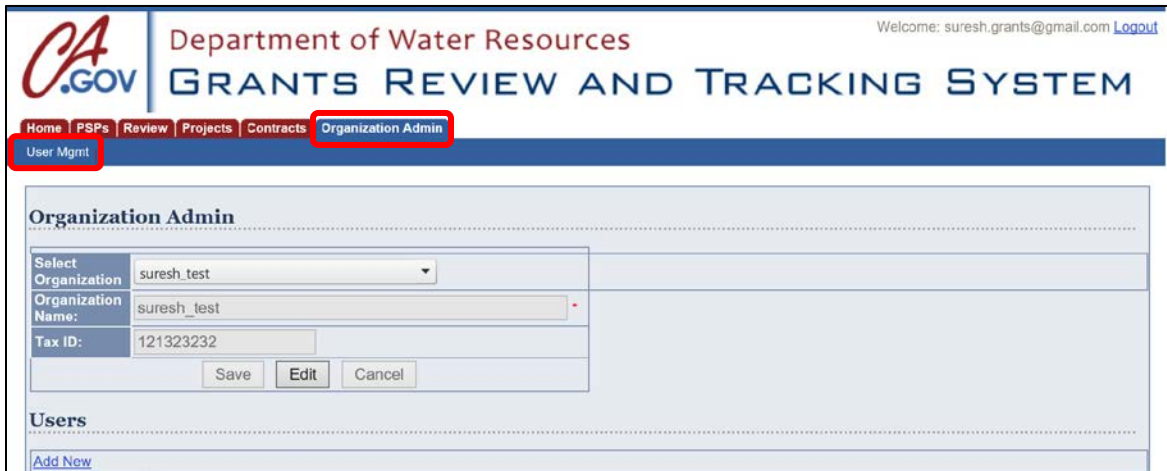 Welcome: suresh.grants@gmail.com Logout
CA
.GOV
Department of Water Resources
GRANTS REVIEW AND TRACKING SYSTEM
Home PSPs Review Projects Contracts Organization Admin
User Mgmt
Organization Admin
Select Organization suresh_test
Organization Name: suresh_test *
Tax ID: 121323232
Save Edit Cancel
Users
Add New